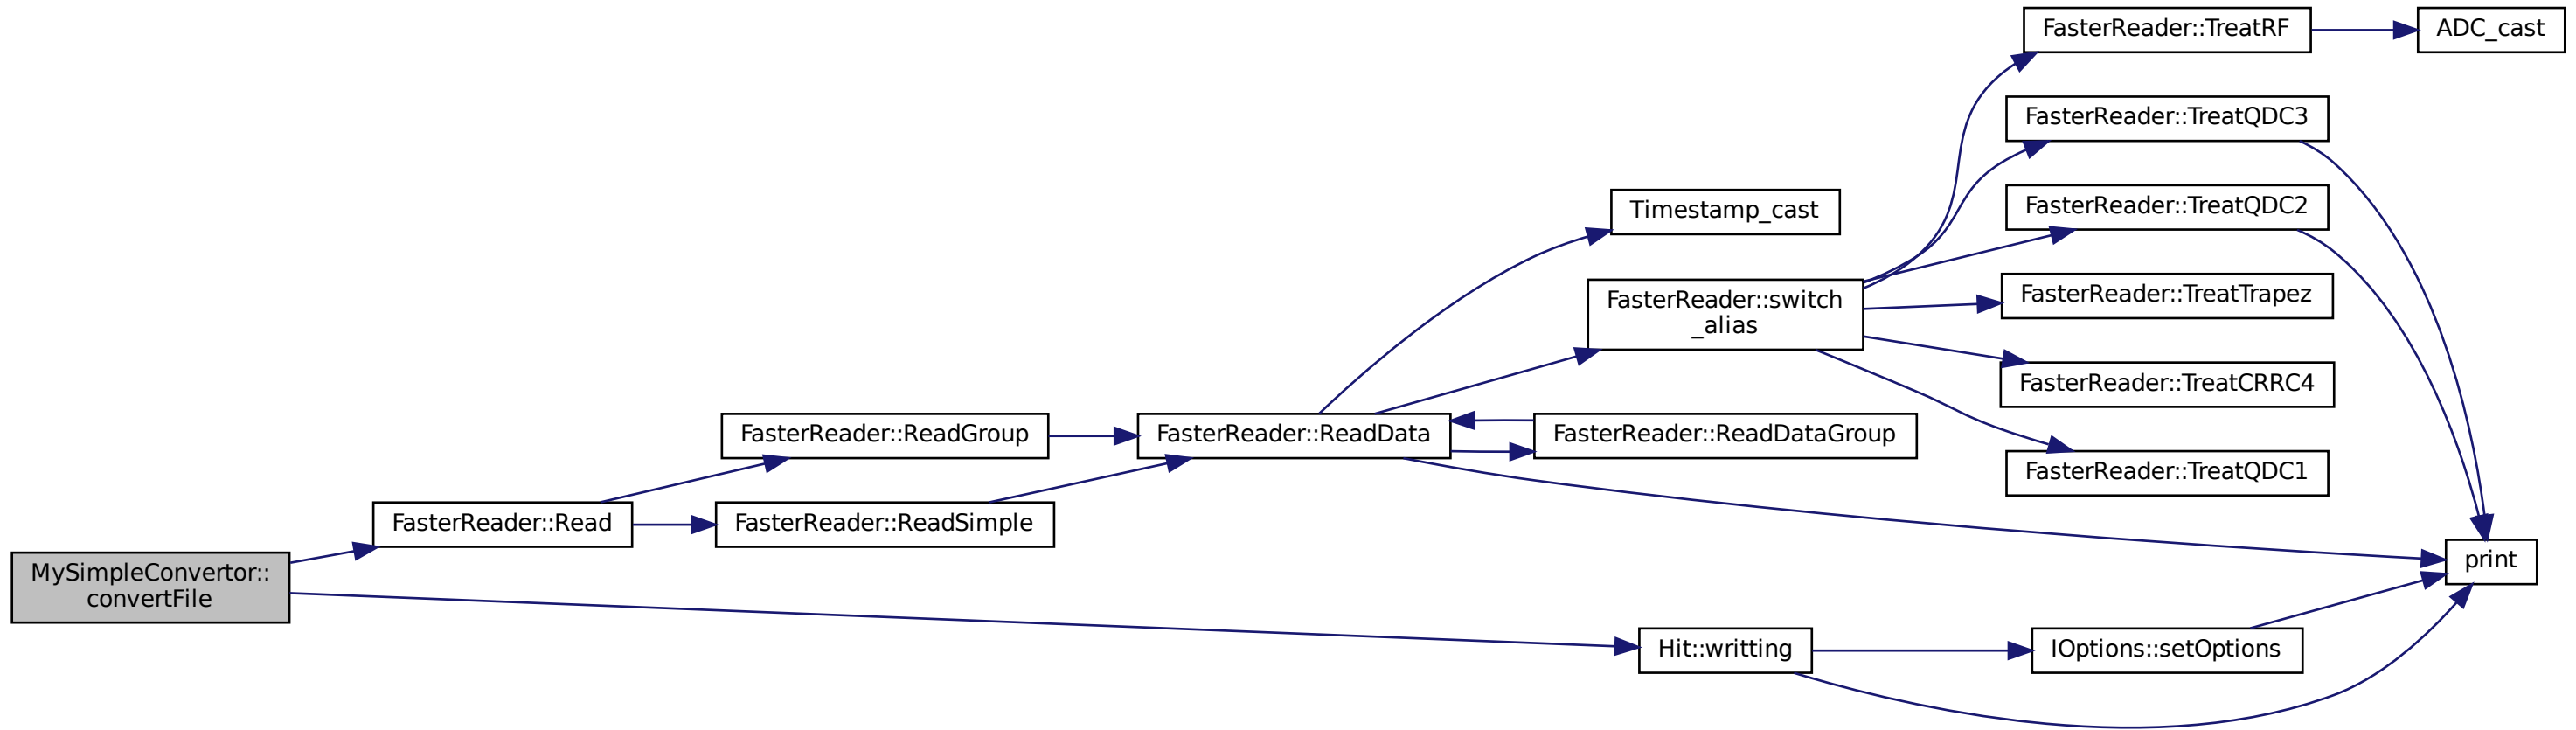 MySimpleConvertor::
convertFile
FasterReader::Read
FasterReader::ReadGroup
FasterReader::ReadSimple
FasterReader::ReadData
Timestamp_cast
FasterReader::switch
_alias
FasterReader::ReadDataGroup
Hit::writting
FasterReader::TreatRF
FasterReader::TreatQDC3
FasterReader::TreatQDC2
FasterReader::TreatTrapez
FasterReader::TreatCRRC4
FasterReader::TreatQDC1
IOptions::setOptions
ADC_cast
print